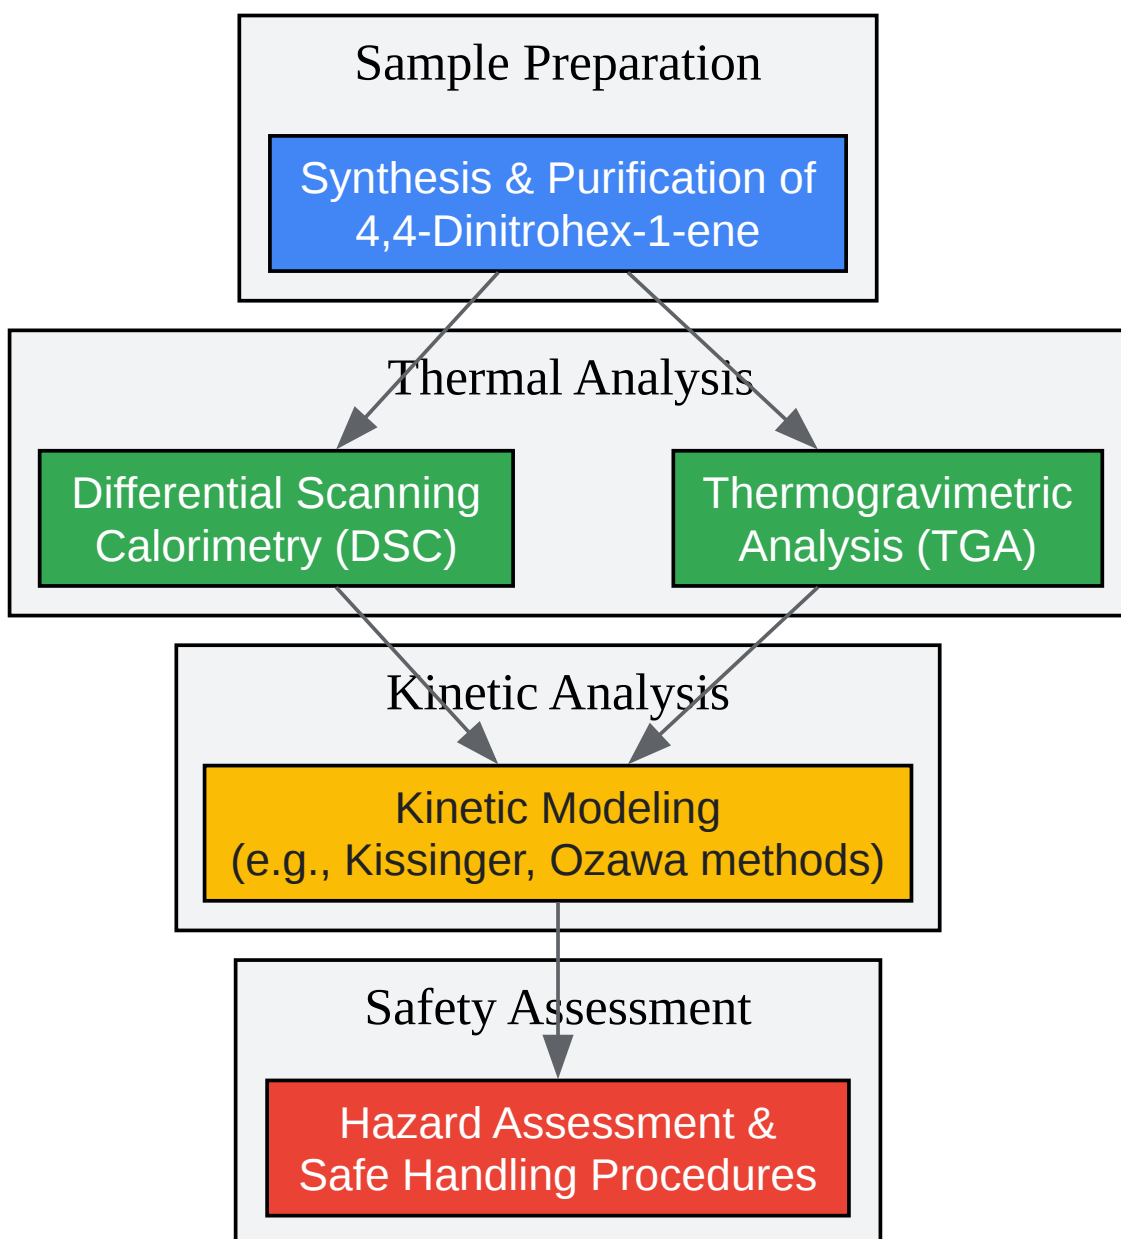 Sample Preparation
Synthesis & Purification of
4,4-Dinitrohex-1-ene
Thermal Analysis
Differential Scanning
Calorimetry (DSC)
Thermogravimetric
Analysis (TGA)
Kinetic Analysis
Kinetic Modeling
(e.g., Kissinger, Ozawa methods)
Safety Assessment
Hazard Assessment &
Safe Handling Procedures